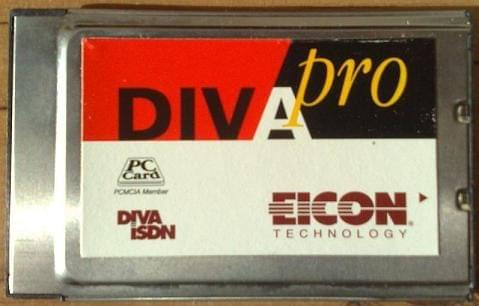 DIVA pro
PC
Card
PCMCIA Member
DIVA
ISDN
EICON®
TECHNOLOGY